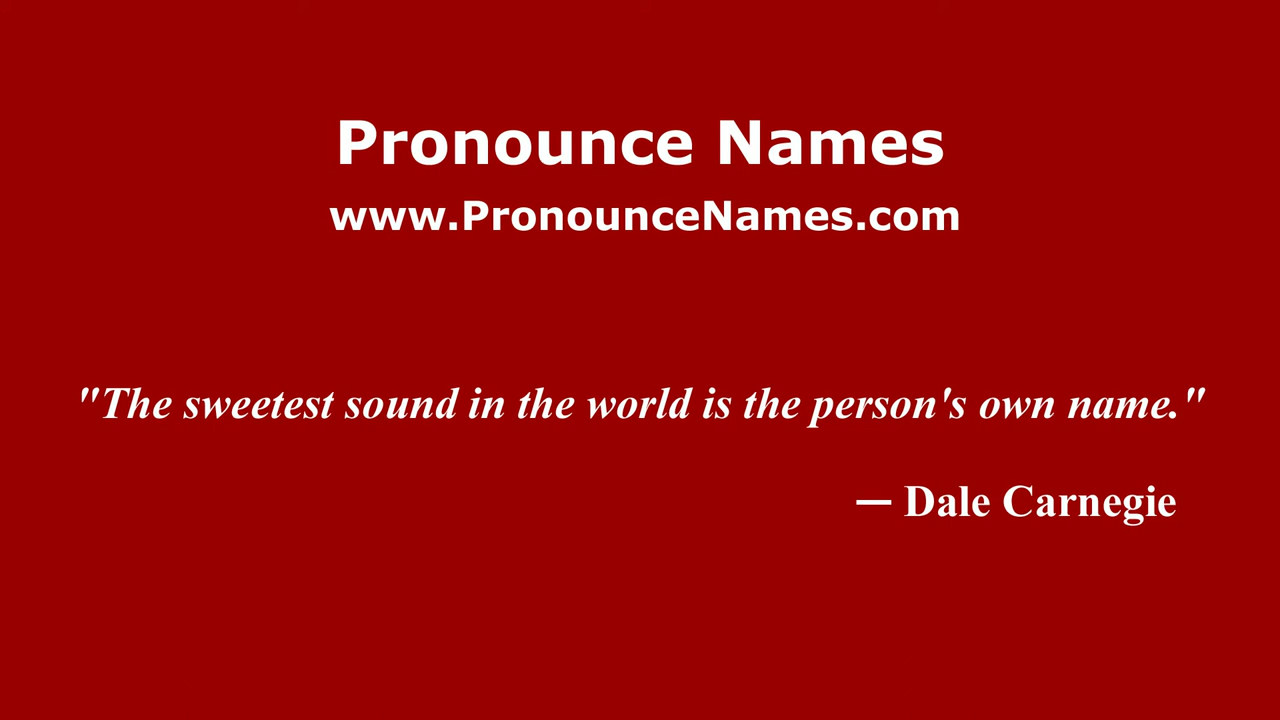 Pronounce Names
www.PronounceNames.com
"The sweetest sound in the world is the person's own name."
— Dale Carnegie